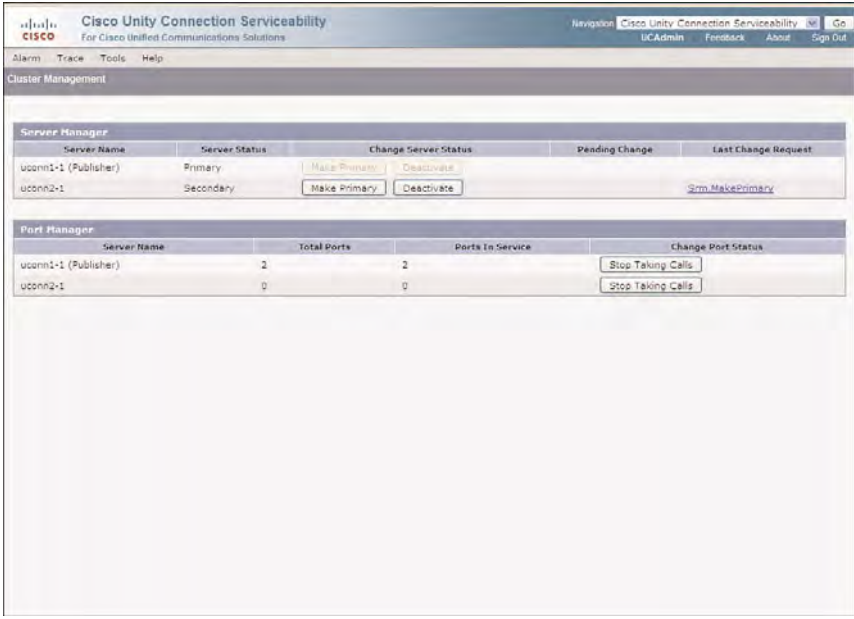 Cisco Unity Connection Serviceability
Navigation Cisco Unity Connection Serviceability Go
CISCO
For Cisco Unified Communications Solutions
UCAdmin Feedback About Sign Out
Alarm Trace Tools Help
Cluster Management
Server Manager
Server Name Server Status Change Server Status Pending Change Last Change Request
uconn1-1 (Publisher) Primary Make Primary Deactivate
uconn2-1 Secondary Make Primary Deactivate Srm.MakePrimary
Port Manager
Server Name Total Ports Ports In Service Change Port Status
uconn1-1 (Publisher) 2 2 Stop Taking Calls
uconn2-1 0 0 Stop Taking Calls